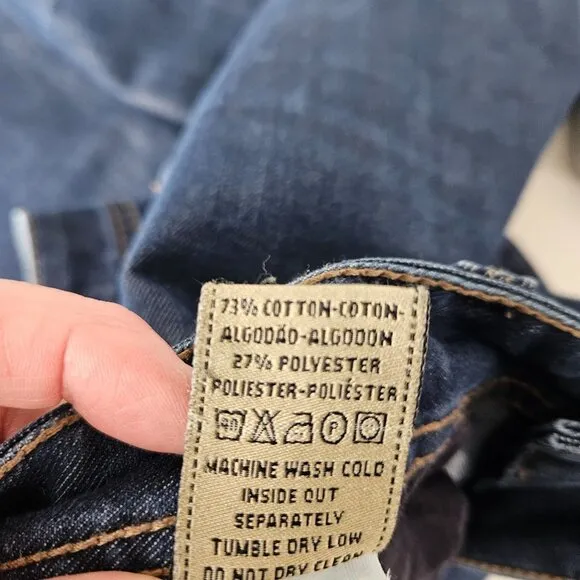 73% COTTON-COTON-
ALGODÃO-ALGODON
27% POLYESTER
POLIESTER-POLIÉSTER
MACHINE WASH COLD
INSIDE OUT
SEPARATELY
TUMBLE DRY LOW
DO NOT DRY CLEAN